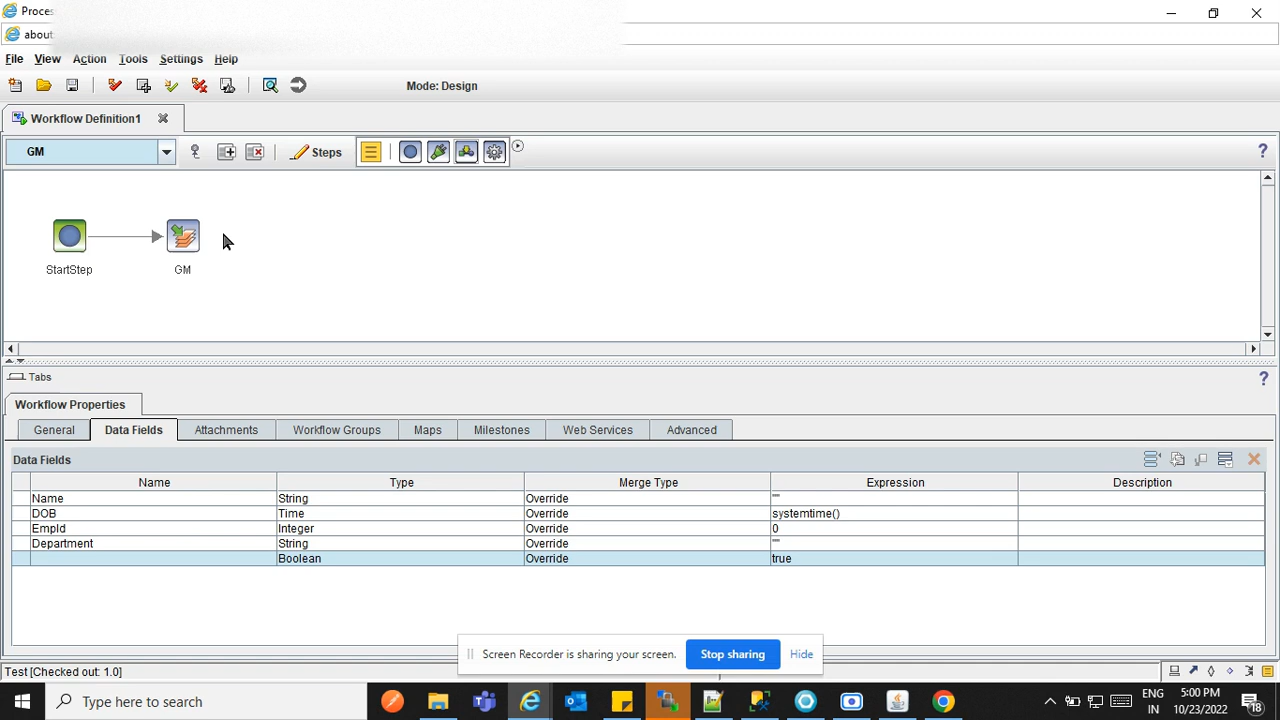 Proces
about
File View Action Tools Settings Help
Mode: Design
Workflow Definition1
GM
Steps
StartStep
GM
Tabs
Workflow Properties
General Data Fields Attachments Workflow Groups Maps Milestones Web Services Advanced
Data Fields
Name Type Merge Type Expression Description
Name String Override ""
DOB Time Override systemtime()
EmpId Integer Override 0
Department String Override ""
Boolean Override true
Screen Recorder is sharing your screen. Stop sharing Hide
Test [Checked out: 1.0]
Type here to search
ENG
IN
5:00 PM
10/23/2022
18